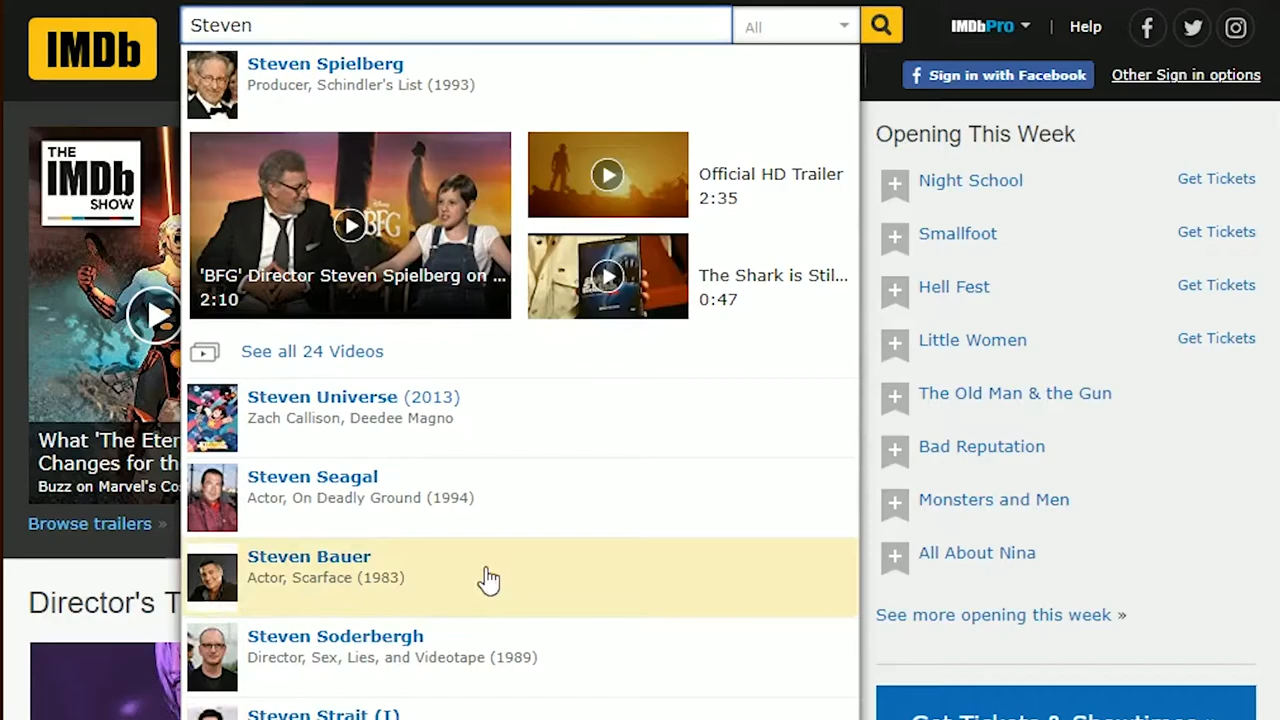 IMDb
Steven
All
IMDbPro
|
Help
Sign in with Facebook
Other Sign in options
Steven Spielberg
Producer, Schindler's List (1993)
THE
IMDb
SHOW
BFG
'BFG' Director Steven Spielberg on ...
2:10
Official HD Trailer
2:35
The Shark is Stil...
0:47
See all 24 Videos
Steven Universe (2013)
Zach Callison, Deedee Magno
Steven Seagal
Actor, On Deadly Ground (1994)
Steven Bauer
Actor, Scarface (1983)
Steven Soderbergh
Director, Sex, Lies, and Videotape (1989)
Steven Strait (I)
What 'The Eter
Changes for th
Buzz on Marvel's Co
Browse trailers »
Director's T
Opening This Week
Night School Get Tickets
Smallfoot Get Tickets
Hell Fest Get Tickets
Little Women Get Tickets
The Old Man & the Gun
Bad Reputation
Monsters and Men
All About Nina
See more opening this week »
Get Tickets & Showtimes »